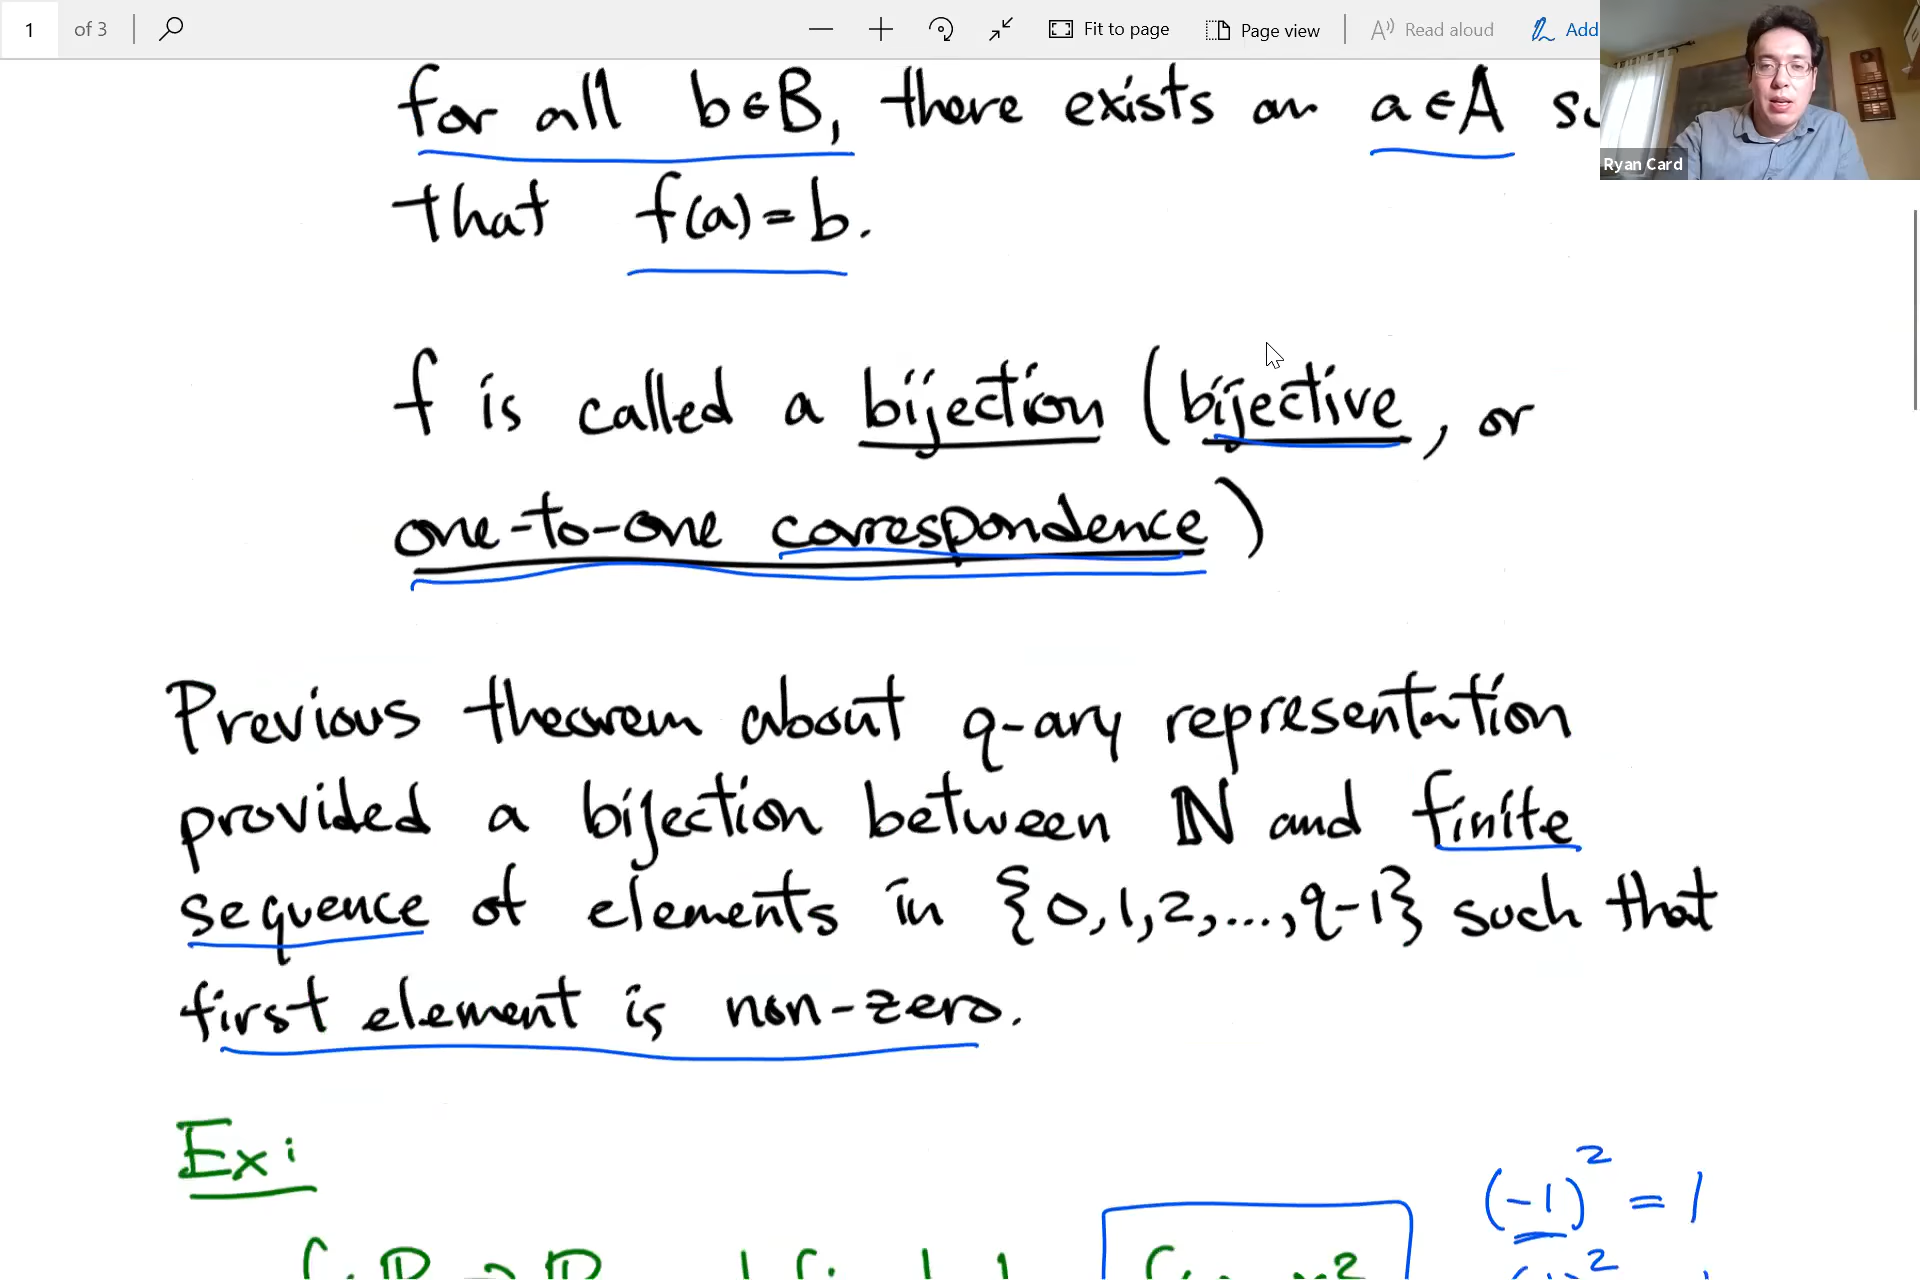 1 of 3 Fit to page Page view Read aloud Add
Ryan Card
for all b∈B, there exists an a∈A
that f(a)=b.
f is called a bijection (bijective, or
one-to-one correspondence)
Previous theorem about q-ary representation
provided a bijection between ℕ and finite
sequence of elements in {0,1,2,...,q-1} such that
first element is non-zero.
Ex:
(-1)² = 1